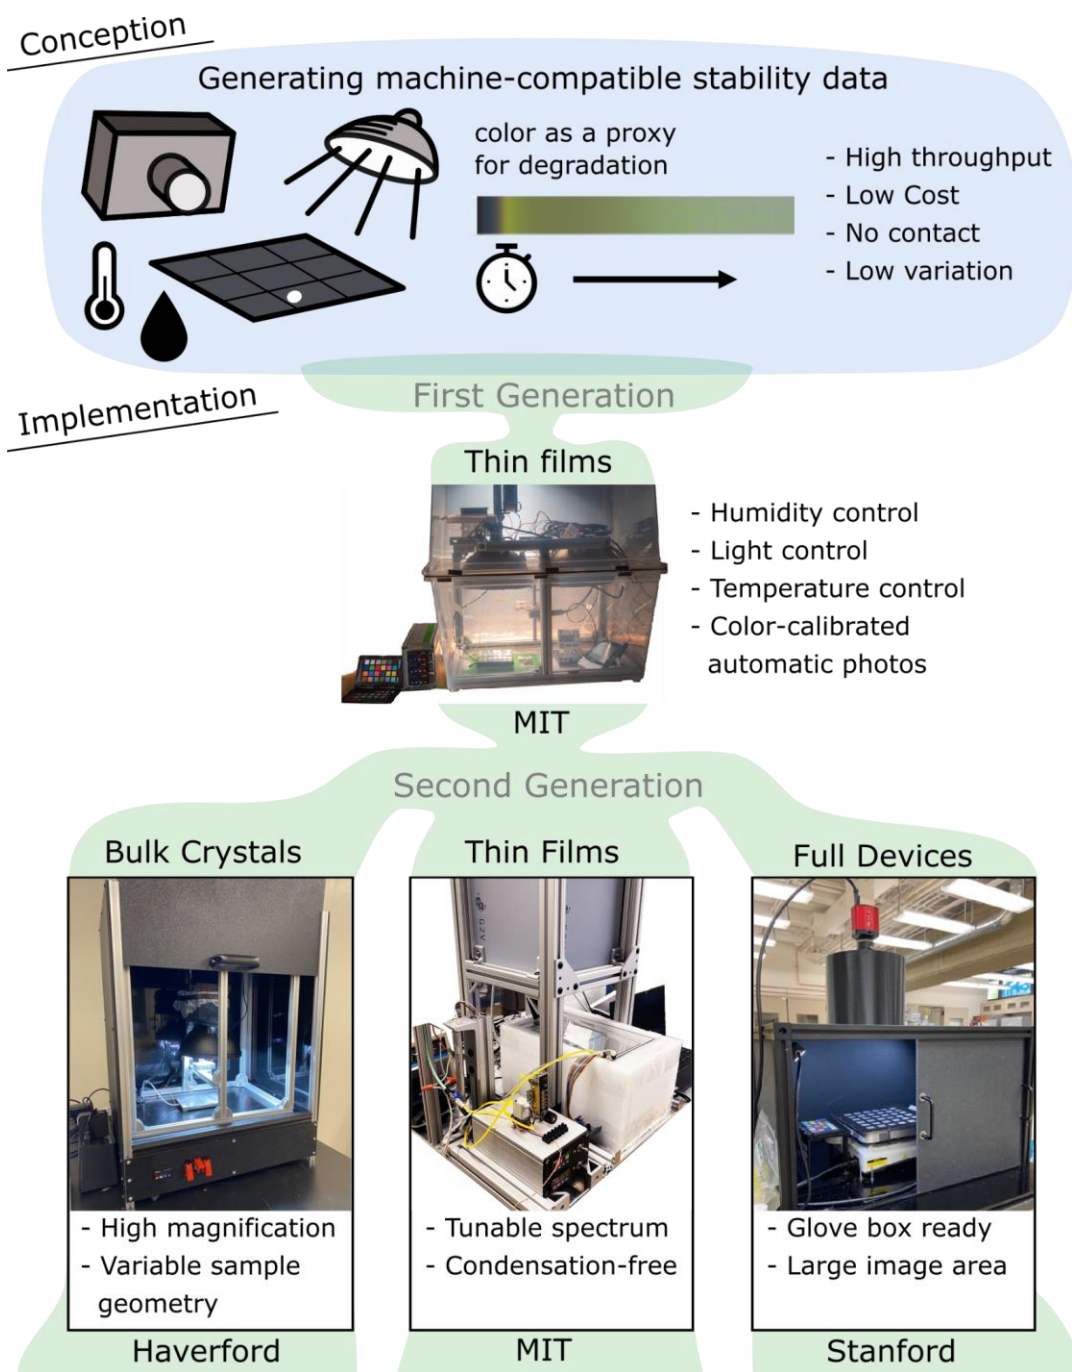 Conception
Generating machine-compatible stability data
color as a proxy
for degradation
- High throughput
- Low Cost
- No contact
- Low variation
Implementation
First Generation
Thin films
- Humidity control
- Light control
- Temperature control
- Color-calibrated
automatic photos
MIT
Second Generation
Bulk Crystals
Thin Films
Full Devices
G2V
- High magnification
- Variable sample
geometry
- Tunable spectrum
- Condensation-free
- Glove box ready
- Large image area
Haverford
MIT
Stanford